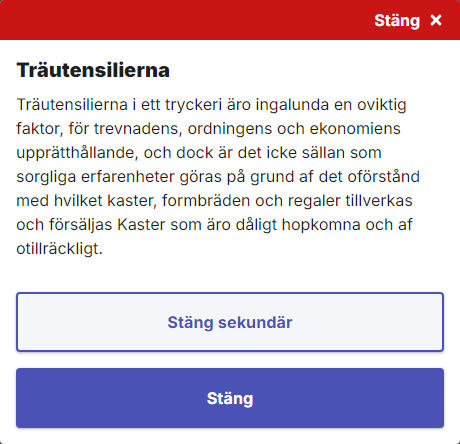 Stäng ×
Träutensilierna
Träutensilierna i ett tryckeri äro ingalunda en oviktig
faktor, för trevnadens, ordningens och ekonomiens
upprätthållande, och dock är det icke sällan som
sorgliga erfarenheter göras på grund af det oförstånd
med hvilket kaster, formbräden och regaler tillverkas
och försäljas Kaster som äro dåligt hopkomna och af
otillräckligt.
Stäng sekundär
Stäng